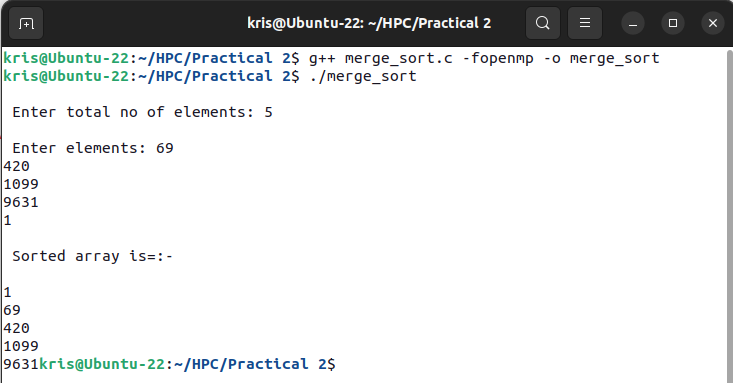 kris@Ubuntu-22: ~/HPC/Practical 2
kris@Ubuntu-22:~/HPC/Practical 2$ g++ merge_sort.c -fopenmp -o merge_sort
kris@Ubuntu-22:~/HPC/Practical 2$ ./merge_sort
Enter total no of elements: 5
Enter elements: 69
420
1099
9631
1
Sorted array is=:-
1
69
420
1099
9631kris@Ubuntu-22:~/HPC/Practical 2$